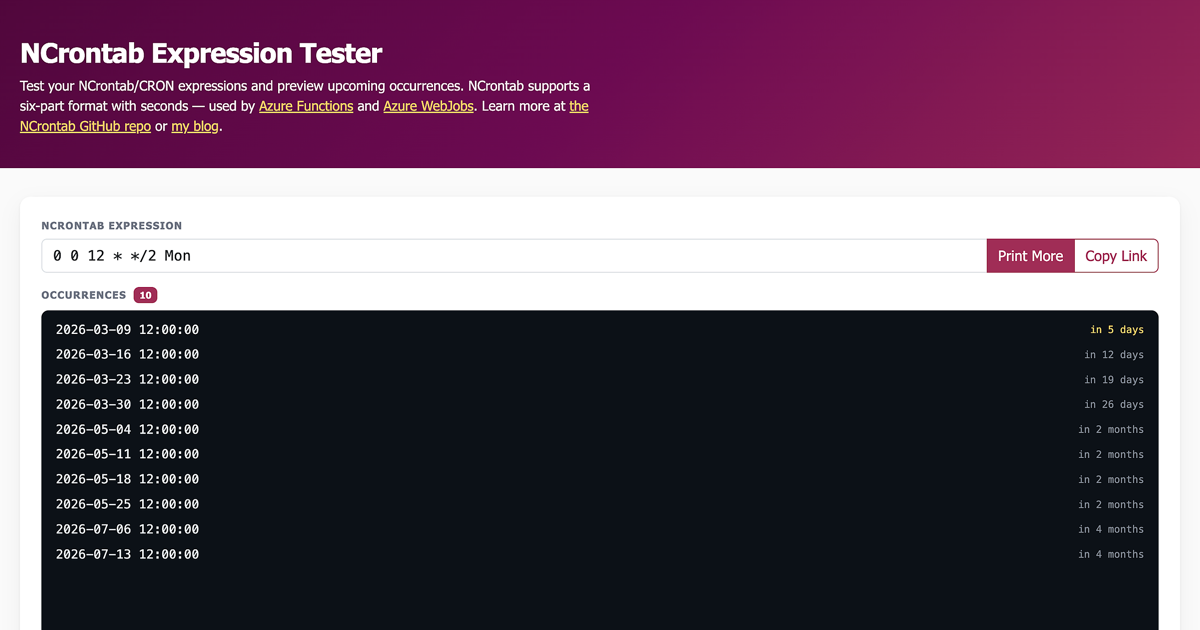 NCrontab Expression Tester
Test your NCrontab/CRON expressions and preview upcoming occurrences. NCrontab supports a
six-part format with seconds — used by Azure Functions and Azure WebJobs. Learn more at the
NCrontab GitHub repo or my blog.
NCRONTAB EXPRESSION
0 0 12 * */2 Mon
Print More
Copy Link
OCCURRENCES 10
2026-03-09 12:00:00 in 5 days
2026-03-16 12:00:00 in 12 days
2026-03-23 12:00:00 in 19 days
2026-03-30 12:00:00 in 26 days
2026-05-04 12:00:00 in 2 months
2026-05-11 12:00:00 in 2 months
2026-05-18 12:00:00 in 2 months
2026-05-25 12:00:00 in 2 months
2026-07-06 12:00:00 in 4 months
2026-07-13 12:00:00 in 4 months